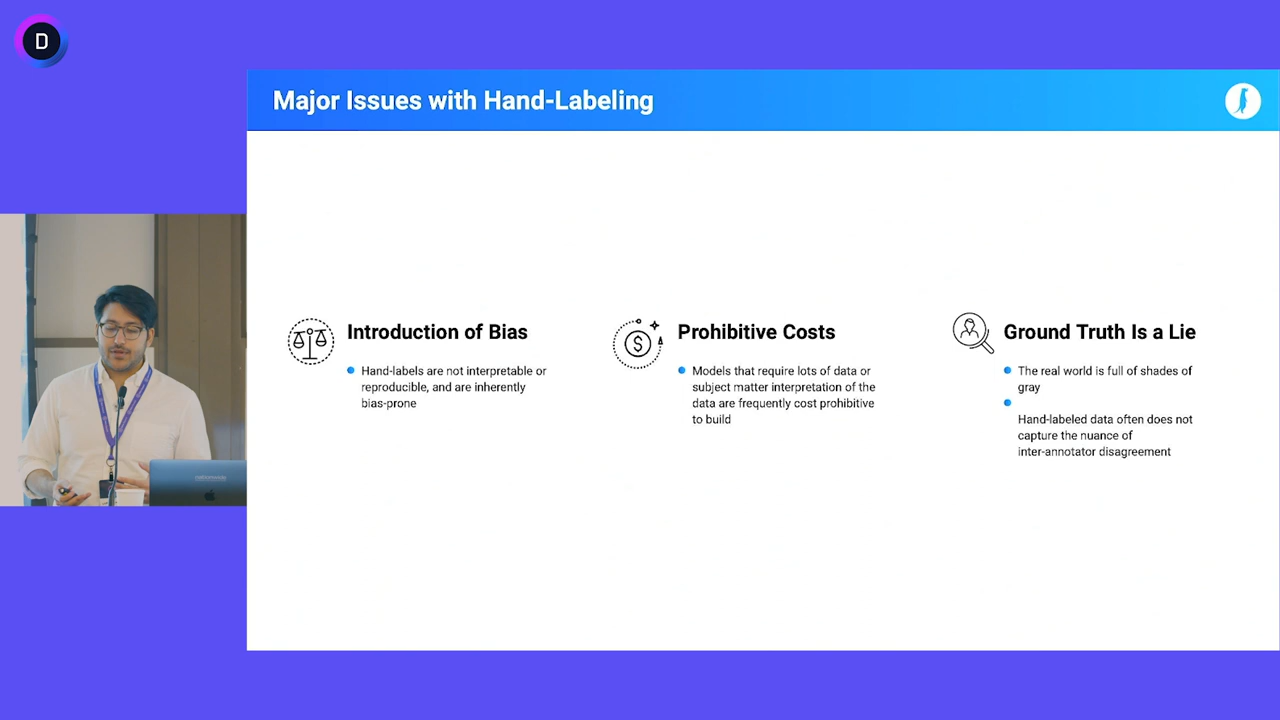 D
Major Issues with Hand-Labeling
Introduction of Bias
Hand-labels are not interpretable or
reproducible, and are inherently
bias-prone
$
Prohibitive Costs
Models that require lots of data or
subject matter interpretation of the
data are frequently cost prohibitive
to build
Ground Truth Is a Lie
The real world is full of shades of
gray
Hand-labeled data often does not
capture the nuance of
inter-annotator disagreement